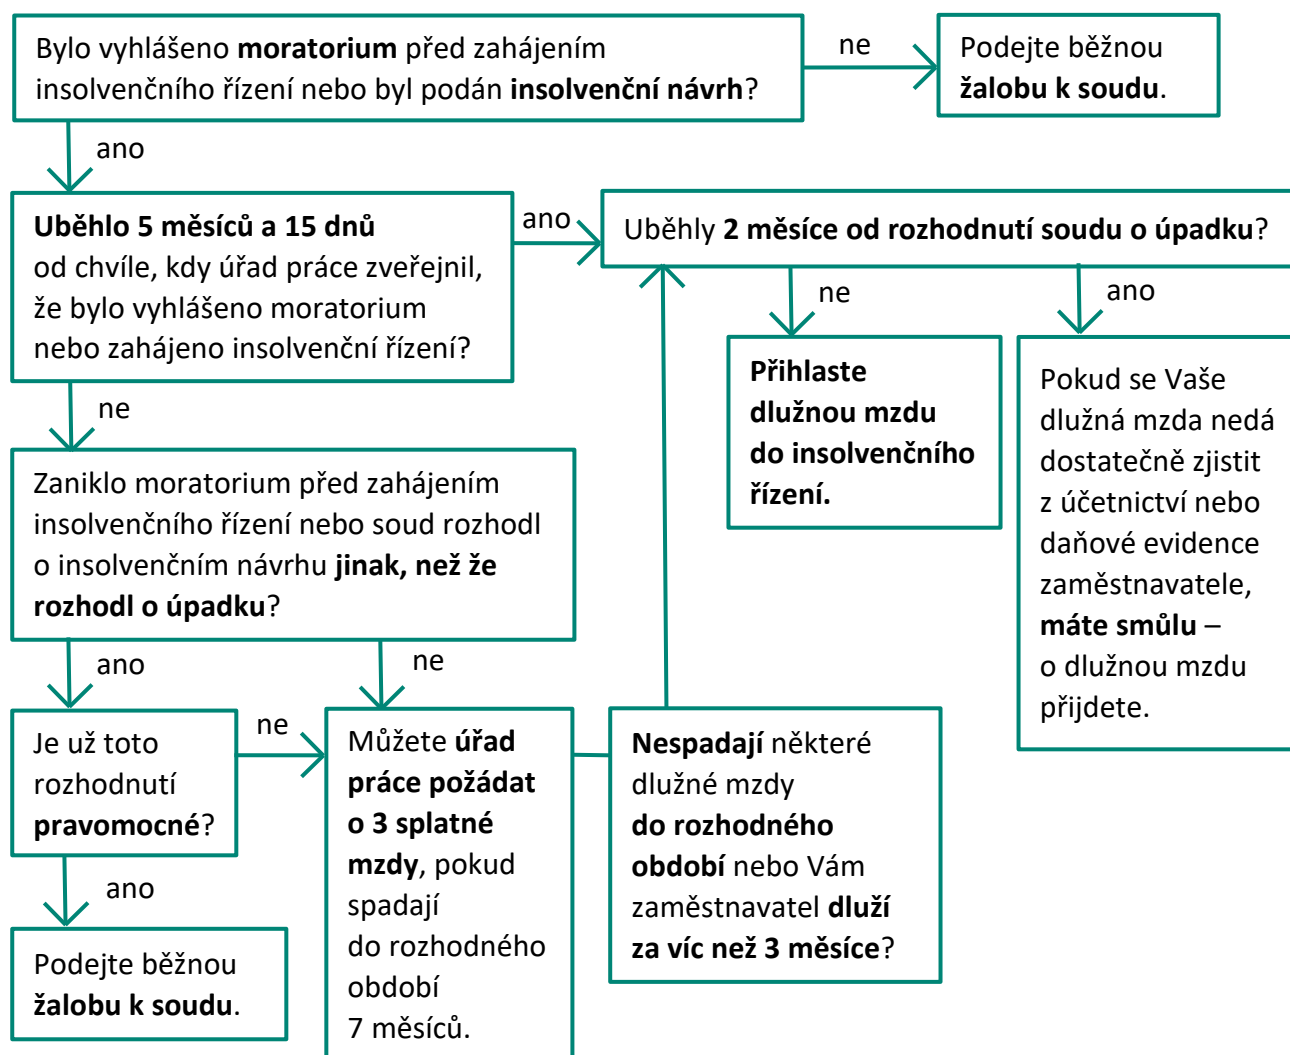 Bylo vyhlášeno moratorium před zahájením
insolvenčního řízení nebo byl podán insolvenční návrh?
ne
Podejte běžnou
žalobu k soudu.
ano
Uběhlo 5 měsíců a 15 dnů
od chvíle, kdy úřad práce zveřejnil,
že bylo vyhlášeno moratorium
nebo zahájeno insolvenční řízení?
ano
Uběhly 2 měsíce od rozhodnutí soudu o úpadku?
ne
Přihlaste
dlužnou mzdu
do insolvenčního
řízení.
ano
Pokud se Vaše
dlužná mzda nedá
dostatečně zjistit
z účetnictví nebo
daňové evidence
zaměstnavatele,
máte smůlu –
o dlužnou mzdu
přijdete.
ne
Zaniklo moratorium před zahájením
insolvenčního řízení nebo soud rozhodl
o insolvenčním návrhu jinak, než že
rozhodl o úpadku?
ano
ne
Je už toto
rozhodnutí
pravomocné?
ne
Můžete úřad
práce požádat
o 3 splatné
mzdy, pokud
spadají
do rozhodného
období
7 měsíců.
Nespadají některé
dlužné mzdy
do rozhodného
období nebo Vám
zaměstnavatel dluží
za víc než 3 měsíce?
ano
Podejte běžnou
žalobu k soudu.